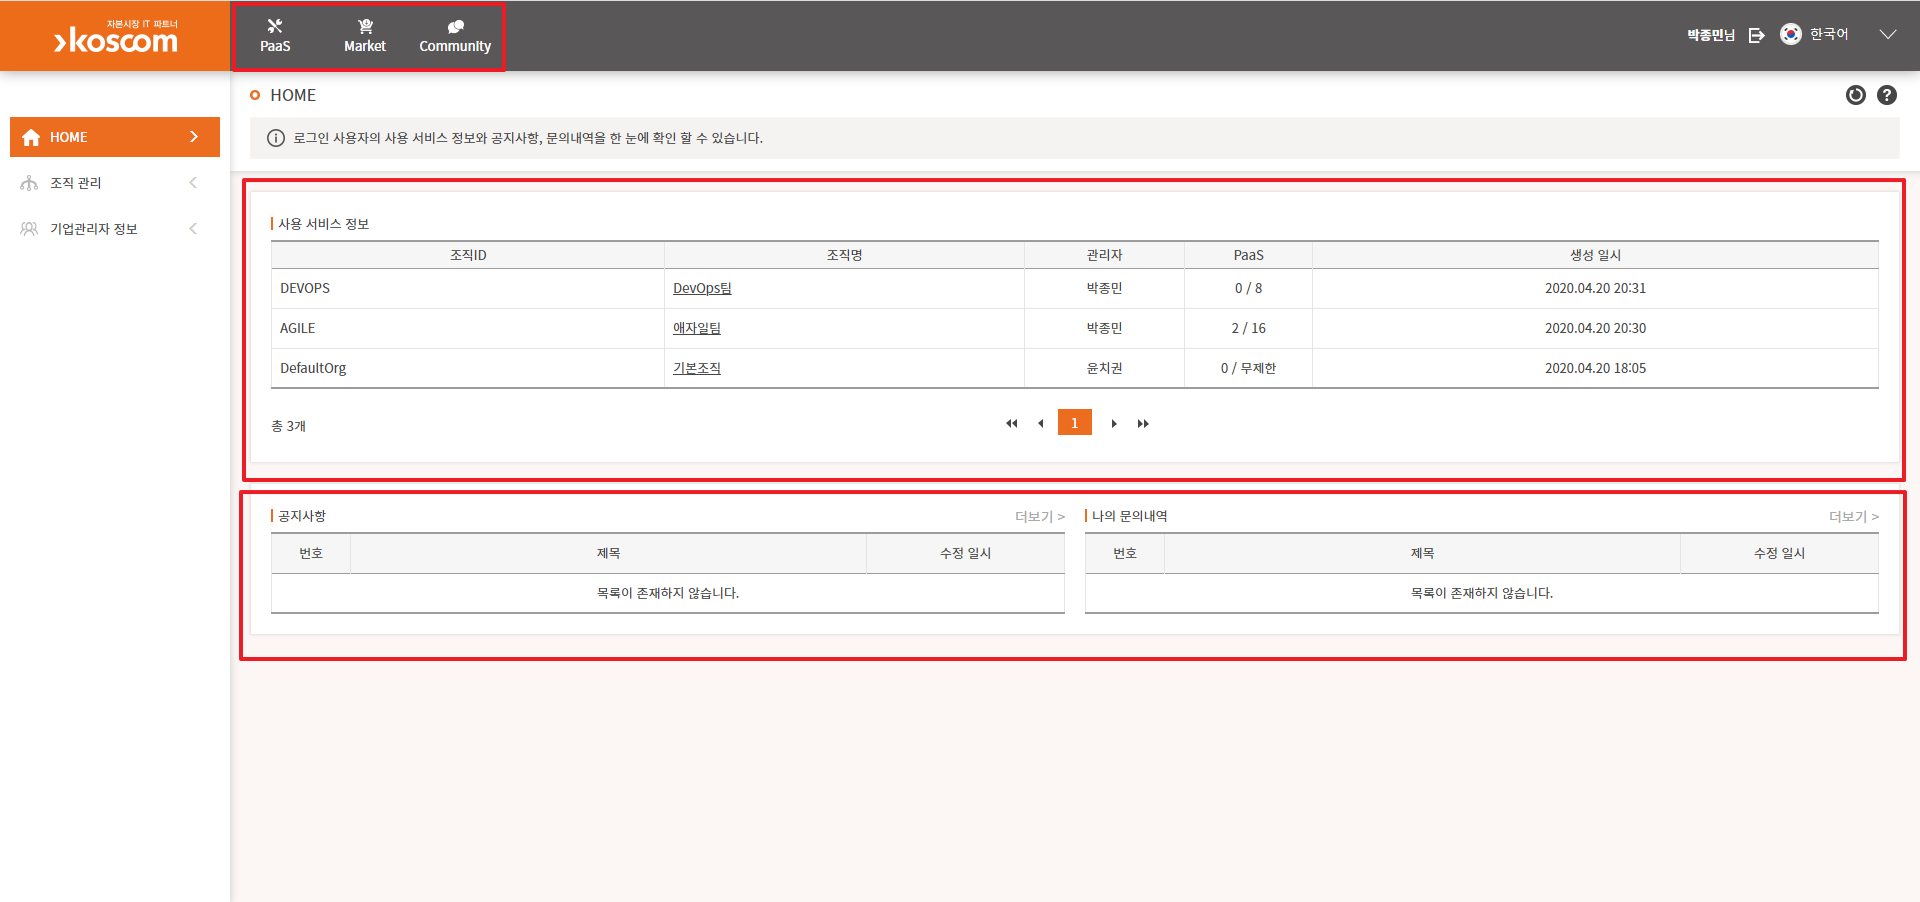 자본시장 IT 파트너
koscom
PaaS
Market
Community
박종민님
한국어
HOME
조직 관리
기업관리자 정보
HOME
로그인 사용자의 사용 서비스 정보와 공지사항, 문의내역을 한 눈에 확인 할 수 있습니다.
사용 서비스 정보
조직ID 조직명 관리자 PaaS 생성 일시
DEVOPS DevOps팀 박종민 0 / 8 2020.04.20 20:31
AGILE 애자일팀 박종민 2 / 16 2020.04.20 20:30
DefaultOrg 기본조직 윤치권 0 / 무제한 2020.04.20 18:05
총 3개
1
공지사항 더보기 >
번호 제목 수정 일시
목록이 존재하지 않습니다.
나의 문의내역 더보기 >
번호 제목 수정 일시
목록이 존재하지 않습니다.